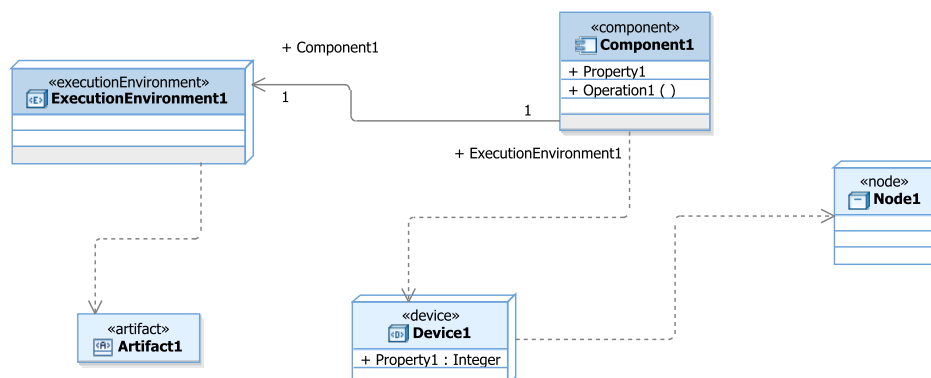 «component»
Component1
+ Property1
+ Operation1 ( )
+ Component1
1
1
+ ExecutionEnvironment1
«executionEnvironment»
<E>
ExecutionEnvironment1
«node»
Node1
«artifact»
<A>
Artifact1
«device»
<D>
Device1
+ Property1 : Integer